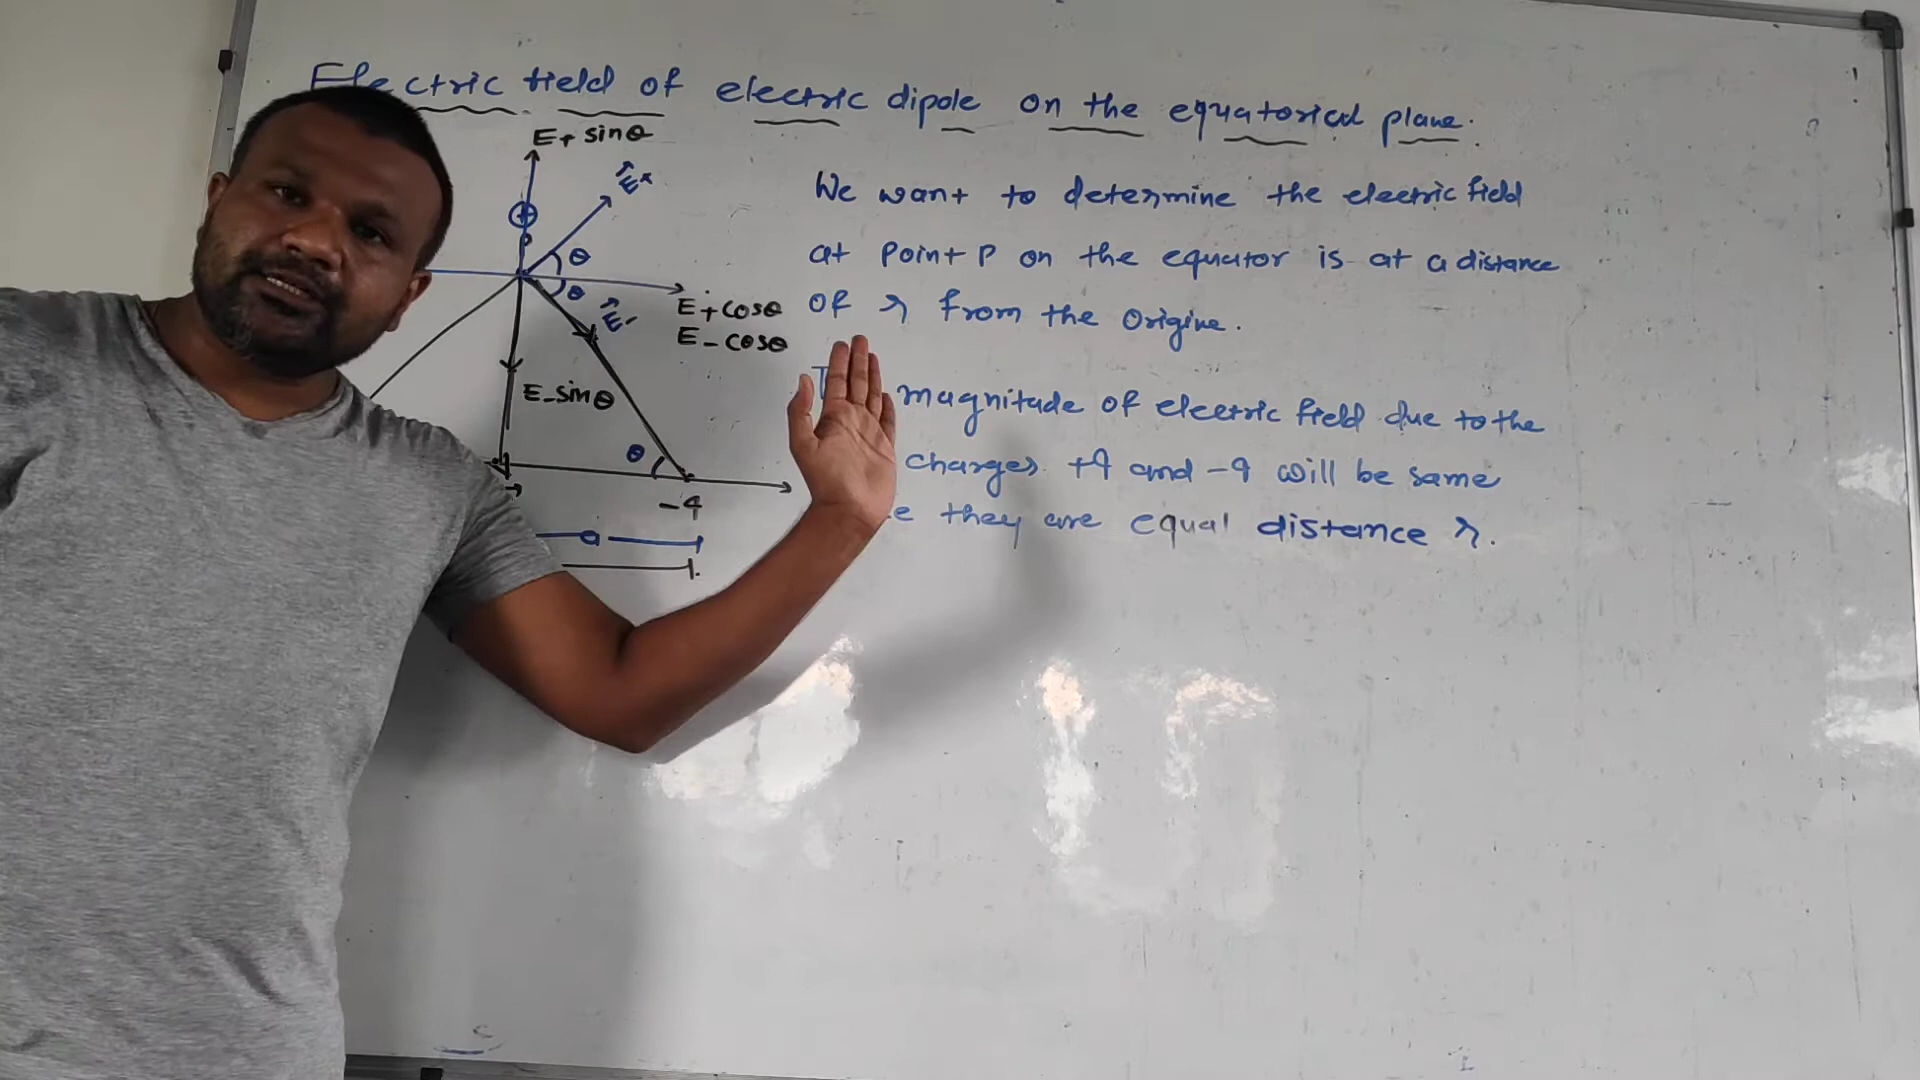 Electric field of electric dipole on the equatorical plane.
E+ sinθ
E+
P
θ
θ
E-
E+cosθ
E-cosθ
E-sinθ
θ
-q
a
We want to determine the electric field
at point P on the equator is at a distance
of r from the origine.
magnitude of electric field due to the
charges +q and -q will be same
they are equal distance r.